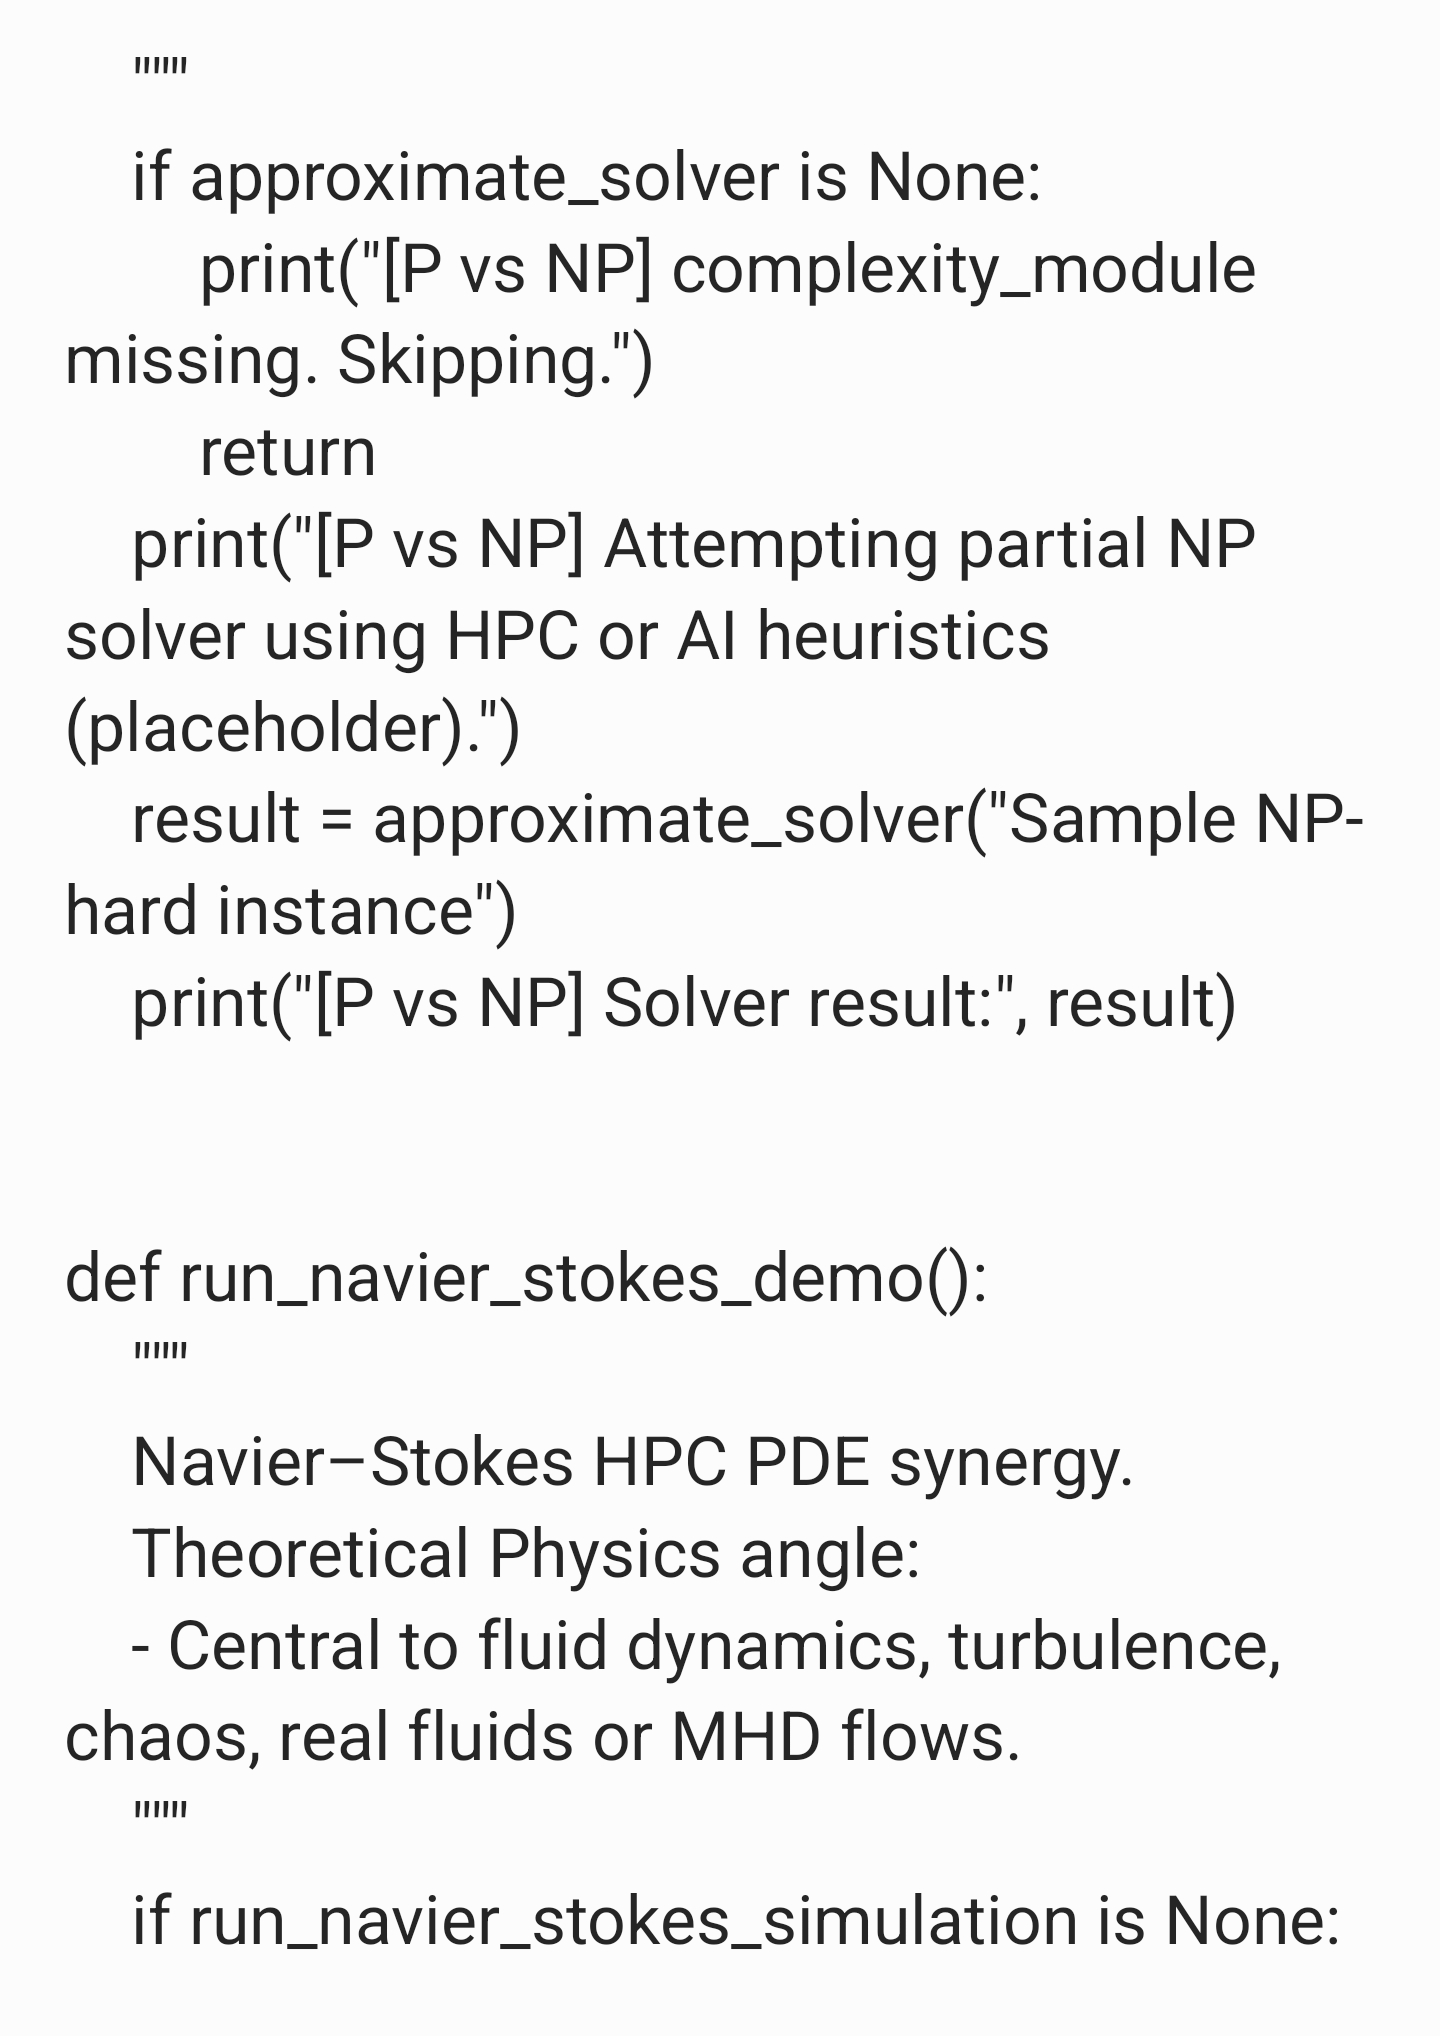 """
if approximate_solver is None:
print("[P vs NP] complexity_module
missing. Skipping.")
return
print("[P vs NP] Attempting partial NP
solver using HPC or AI heuristics
(placeholder).")
result = approximate_solver("Sample NP-
hard instance")
print("[P vs NP] Solver result:", result)
def run_navier_stokes_demo():
"""
Navier–Stokes HPC PDE synergy.
Theoretical Physics angle:
- Central to fluid dynamics, turbulence,
chaos, real fluids or MHD flows.
"""
if run_navier_stokes_simulation is None: